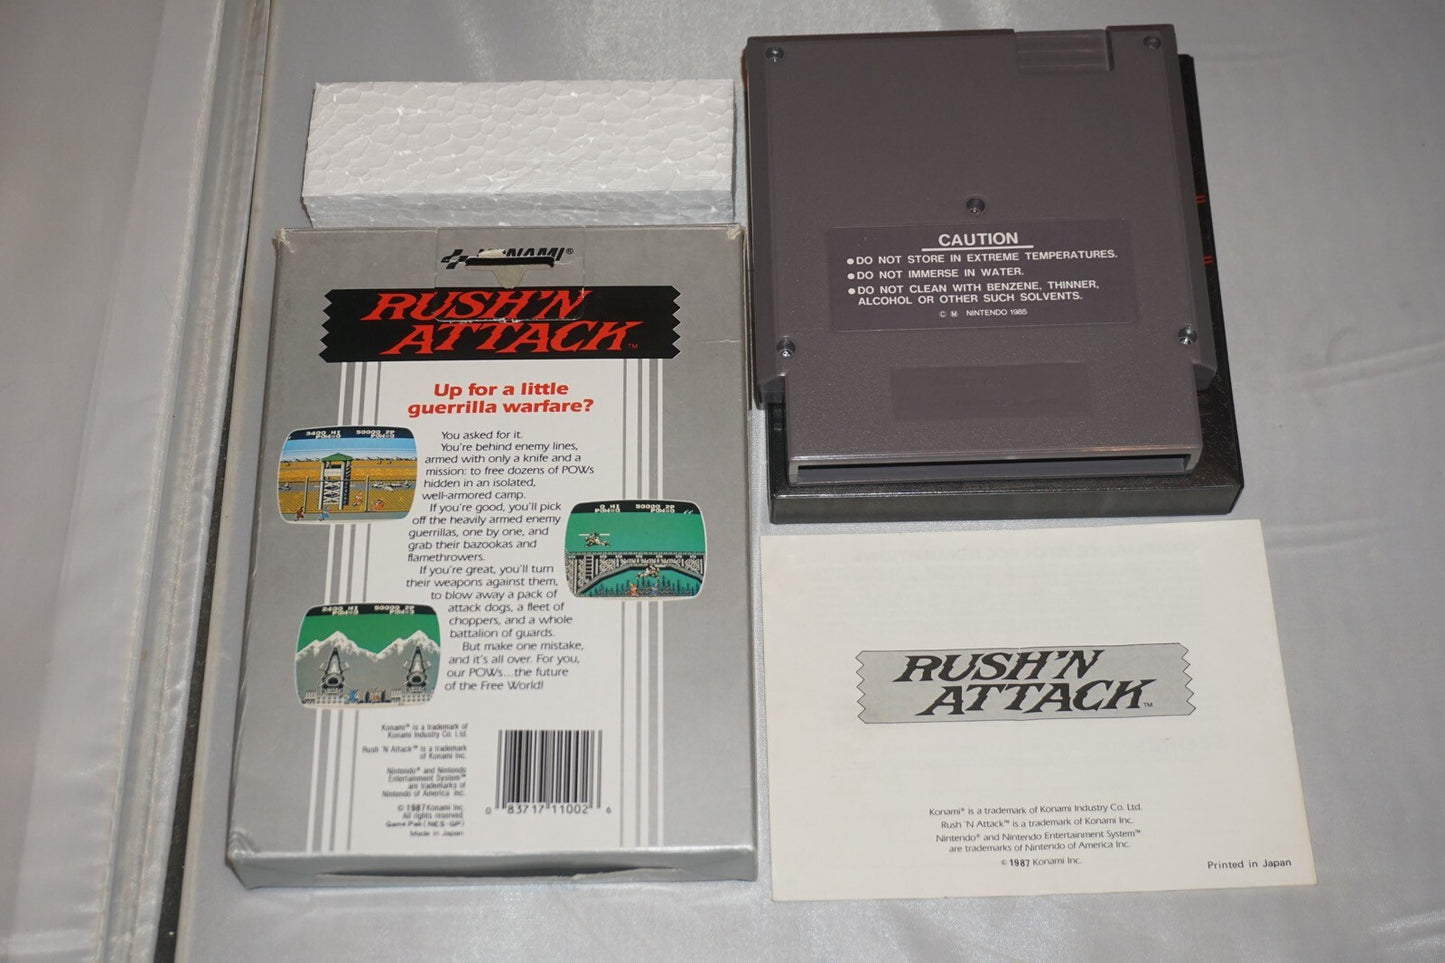 KONAMI®
RUSH'N
ATTACK™
Up for a little
guerrilla warfare?
You asked for it.
You're behind enemy lines,
armed with only a knife and a
mission: to free dozens of POWs
hidden in an isolated,
well-armored camp.
If you're good, you'll pick
off the heavily armed enemy
guerrillas, one by one, and
grab their bazookas and
flamethrowers.
If you're great, you'll turn
their weapons against them,
to blow away a pack of
attack dogs, a fleet of
choppers, and a whole
battalion of guards.
But make one mistake,
and it's all over. For you,
our POWs...the future
of the Free World!
Konami® is a trademark of
Konami Industry Co. Ltd.
Rush 'N Attack™ is a trademark
of Konami Inc.
Nintendo® and Nintendo
Entertainment System™
are trademarks of
Nintendo of America Inc.
© 1987 Konami Inc.
All rights reserved.
Game Pak (NES-GP)
Made in Japan
0 83717 11002 6
CAUTION
●DO NOT STORE IN EXTREME TEMPERATURES.
●DO NOT IMMERSE IN WATER.
●DO NOT CLEAN WITH BENZENE, THINNER,
ALCOHOL OR OTHER SUCH SOLVENTS.
© M NINTENDO 1985
RUSH'N
ATTACK™
Konami® is a trademark of Konami Industry Co. Ltd.
Rush 'N Attack™ is a trademark of Konami Inc.
Nintendo® and Nintendo Entertainment System™
are trademarks of Nintendo of America Inc.
© 1987 Konami Inc.
Printed in Japan